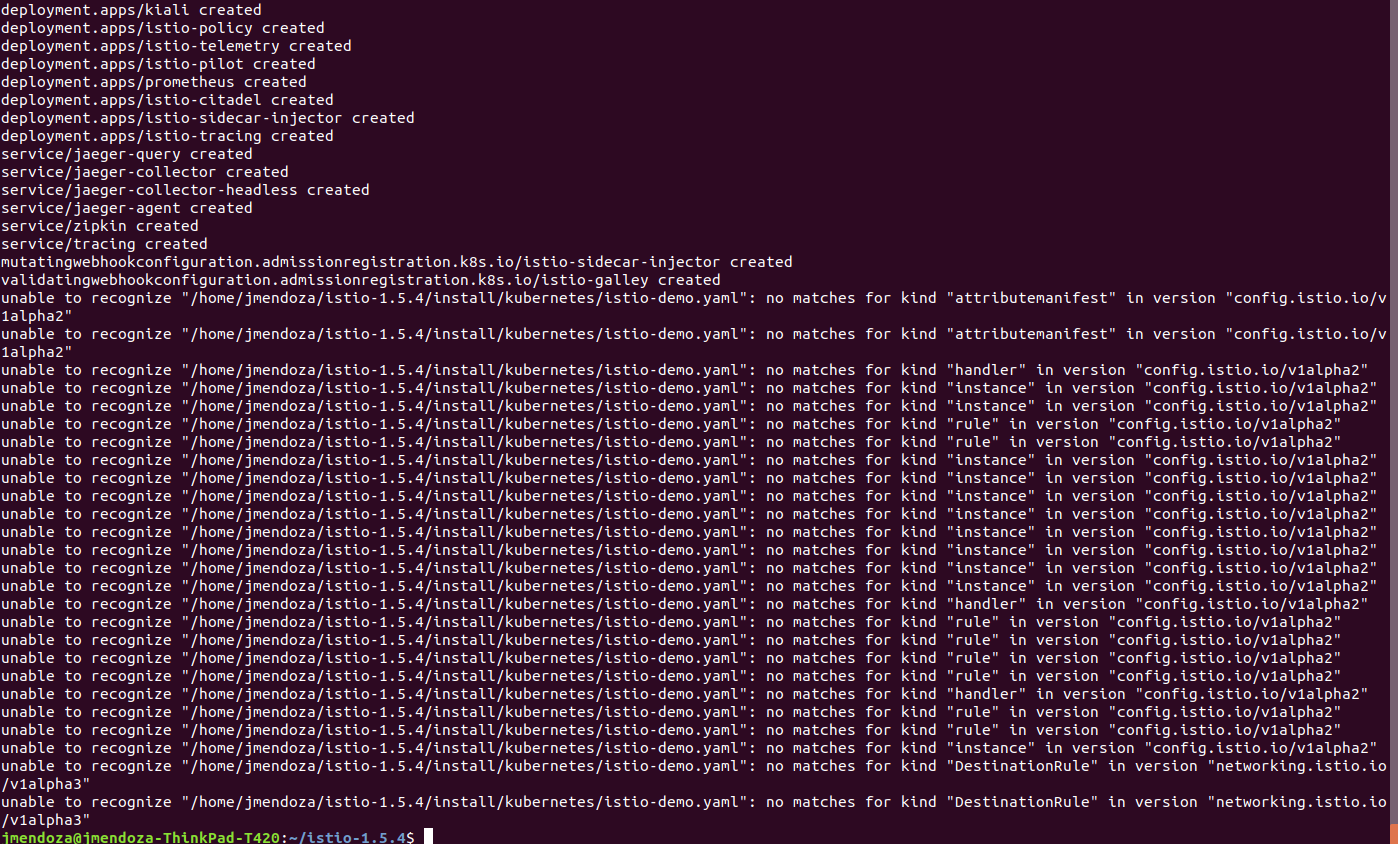 deployment.apps/kiali created
deployment.apps/istio-policy created
deployment.apps/istio-telemetry created
deployment.apps/istio-pilot created
deployment.apps/prometheus created
deployment.apps/istio-citadel created
deployment.apps/istio-sidecar-injector created
deployment.apps/istio-tracing created
service/jaeger-query created
service/jaeger-collector created
service/jaeger-collector-headless created
service/jaeger-agent created
service/zipkin created
service/tracing created
mutatingwebhookconfiguration.admissionregistration.k8s.io/istio-sidecar-injector created
validatingwebhookconfiguration.admissionregistration.k8s.io/istio-galley created
unable to recognize "/home/jmendoza/istio-1.5.4/install/kubernetes/istio-demo.yaml": no matches for kind "attributemanifest" in version "config.istio.io/v
1alpha2"
unable to recognize "/home/jmendoza/istio-1.5.4/install/kubernetes/istio-demo.yaml": no matches for kind "attributemanifest" in version "config.istio.io/v
1alpha2"
unable to recognize "/home/jmendoza/istio-1.5.4/install/kubernetes/istio-demo.yaml": no matches for kind "handler" in version "config.istio.io/v1alpha2"
unable to recognize "/home/jmendoza/istio-1.5.4/install/kubernetes/istio-demo.yaml": no matches for kind "instance" in version "config.istio.io/v1alpha2"
unable to recognize "/home/jmendoza/istio-1.5.4/install/kubernetes/istio-demo.yaml": no matches for kind "instance" in version "config.istio.io/v1alpha2"
unable to recognize "/home/jmendoza/istio-1.5.4/install/kubernetes/istio-demo.yaml": no matches for kind "rule" in version "config.istio.io/v1alpha2"
unable to recognize "/home/jmendoza/istio-1.5.4/install/kubernetes/istio-demo.yaml": no matches for kind "rule" in version "config.istio.io/v1alpha2"
unable to recognize "/home/jmendoza/istio-1.5.4/install/kubernetes/istio-demo.yaml": no matches for kind "instance" in version "config.istio.io/v1alpha2"
unable to recognize "/home/jmendoza/istio-1.5.4/install/kubernetes/istio-demo.yaml": no matches for kind "instance" in version "config.istio.io/v1alpha2"
unable to recognize "/home/jmendoza/istio-1.5.4/install/kubernetes/istio-demo.yaml": no matches for kind "instance" in version "config.istio.io/v1alpha2"
unable to recognize "/home/jmendoza/istio-1.5.4/install/kubernetes/istio-demo.yaml": no matches for kind "instance" in version "config.istio.io/v1alpha2"
unable to recognize "/home/jmendoza/istio-1.5.4/install/kubernetes/istio-demo.yaml": no matches for kind "instance" in version "config.istio.io/v1alpha2"
unable to recognize "/home/jmendoza/istio-1.5.4/install/kubernetes/istio-demo.yaml": no matches for kind "instance" in version "config.istio.io/v1alpha2"
unable to recognize "/home/jmendoza/istio-1.5.4/install/kubernetes/istio-demo.yaml": no matches for kind "instance" in version "config.istio.io/v1alpha2"
unable to recognize "/home/jmendoza/istio-1.5.4/install/kubernetes/istio-demo.yaml": no matches for kind "instance" in version "config.istio.io/v1alpha2"
unable to recognize "/home/jmendoza/istio-1.5.4/install/kubernetes/istio-demo.yaml": no matches for kind "handler" in version "config.istio.io/v1alpha2"
unable to recognize "/home/jmendoza/istio-1.5.4/install/kubernetes/istio-demo.yaml": no matches for kind "rule" in version "config.istio.io/v1alpha2"
unable to recognize "/home/jmendoza/istio-1.5.4/install/kubernetes/istio-demo.yaml": no matches for kind "rule" in version "config.istio.io/v1alpha2"
unable to recognize "/home/jmendoza/istio-1.5.4/install/kubernetes/istio-demo.yaml": no matches for kind "rule" in version "config.istio.io/v1alpha2"
unable to recognize "/home/jmendoza/istio-1.5.4/install/kubernetes/istio-demo.yaml": no matches for kind "rule" in version "config.istio.io/v1alpha2"
unable to recognize "/home/jmendoza/istio-1.5.4/install/kubernetes/istio-demo.yaml": no matches for kind "handler" in version "config.istio.io/v1alpha2"
unable to recognize "/home/jmendoza/istio-1.5.4/install/kubernetes/istio-demo.yaml": no matches for kind "rule" in version "config.istio.io/v1alpha2"
unable to recognize "/home/jmendoza/istio-1.5.4/install/kubernetes/istio-demo.yaml": no matches for kind "rule" in version "config.istio.io/v1alpha2"
unable to recognize "/home/jmendoza/istio-1.5.4/install/kubernetes/istio-demo.yaml": no matches for kind "instance" in version "config.istio.io/v1alpha2"
unable to recognize "/home/jmendoza/istio-1.5.4/install/kubernetes/istio-demo.yaml": no matches for kind "DestinationRule" in version "networking.istio.io
/v1alpha3"
unable to recognize "/home/jmendoza/istio-1.5.4/install/kubernetes/istio-demo.yaml": no matches for kind "DestinationRule" in version "networking.istio.io
/v1alpha3"
jmendoza@jmendoza-ThinkPad-T420:~/istio-1.5.4$